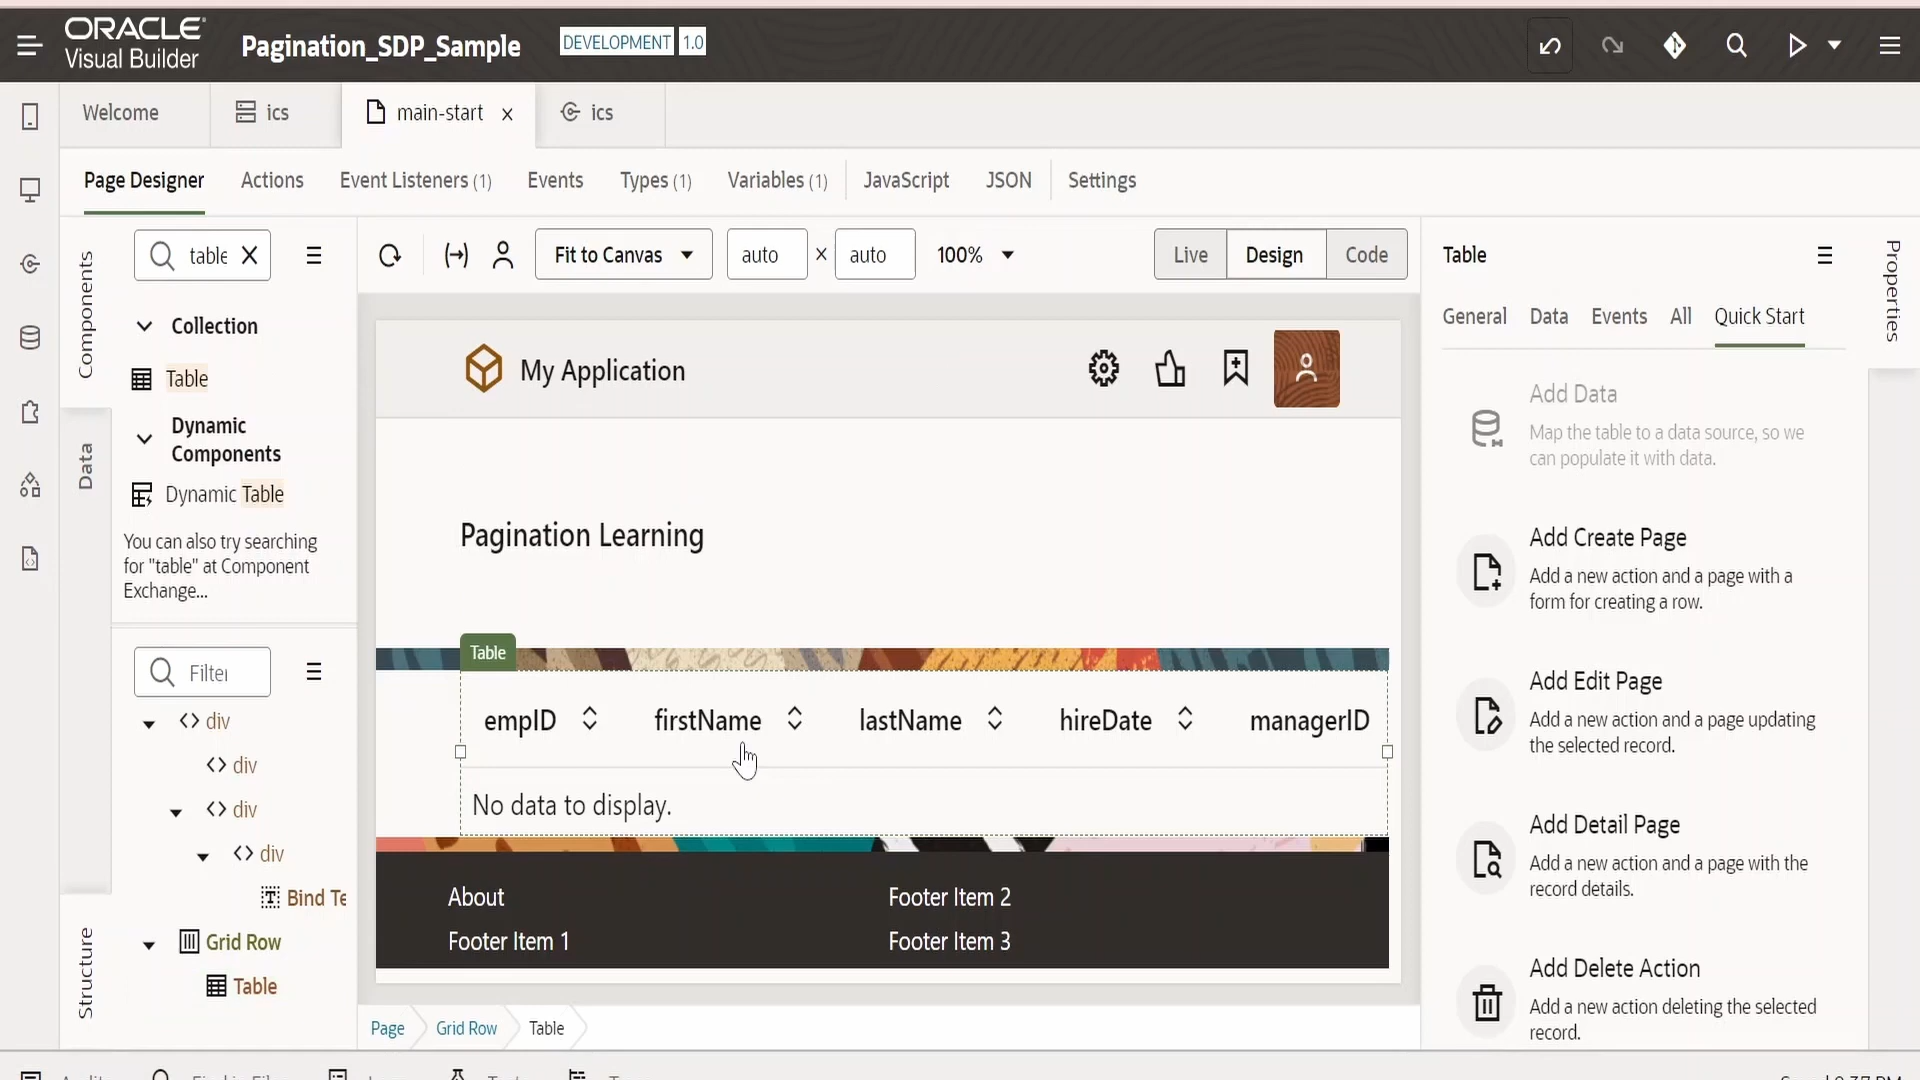 ORACLE
Visual Builder
Pagination_SDP_Sample
DEVELOPMENT 1.0
Welcome
ics
main-start
ics
Page Designer
Actions
Event Listeners (1)
Events
Types (1)
Variables (1)
JavaScript
JSON
Settings
Components
Data
Structure
table
Collection
Table
Dynamic
Components
Dynamic Table
You can also try searching
for "table" at Component
Exchange...
Filter
div
div
div
div
Bind Te
Grid Row
Table
Fit to Canvas
auto
×
auto
100%
Live
Design
Code
My Application
Pagination Learning
Table
empID
firstName
lastName
hireDate
managerID
No data to display.
About
Footer Item 2
Footer Item 1
Footer Item 3
Page
Grid Row
Table
Table
General
Data
Events
All
Quick Start
Add Data
Map the table to a data source, so we
can populate it with data.
Add Create Page
Add a new action and a page with a
form for creating a row.
Add Edit Page
Add a new action and a page updating
the selected record.
Add Detail Page
Add a new action and a page with the
record details.
Add Delete Action
Add a new action deleting the selected
record.
Properties